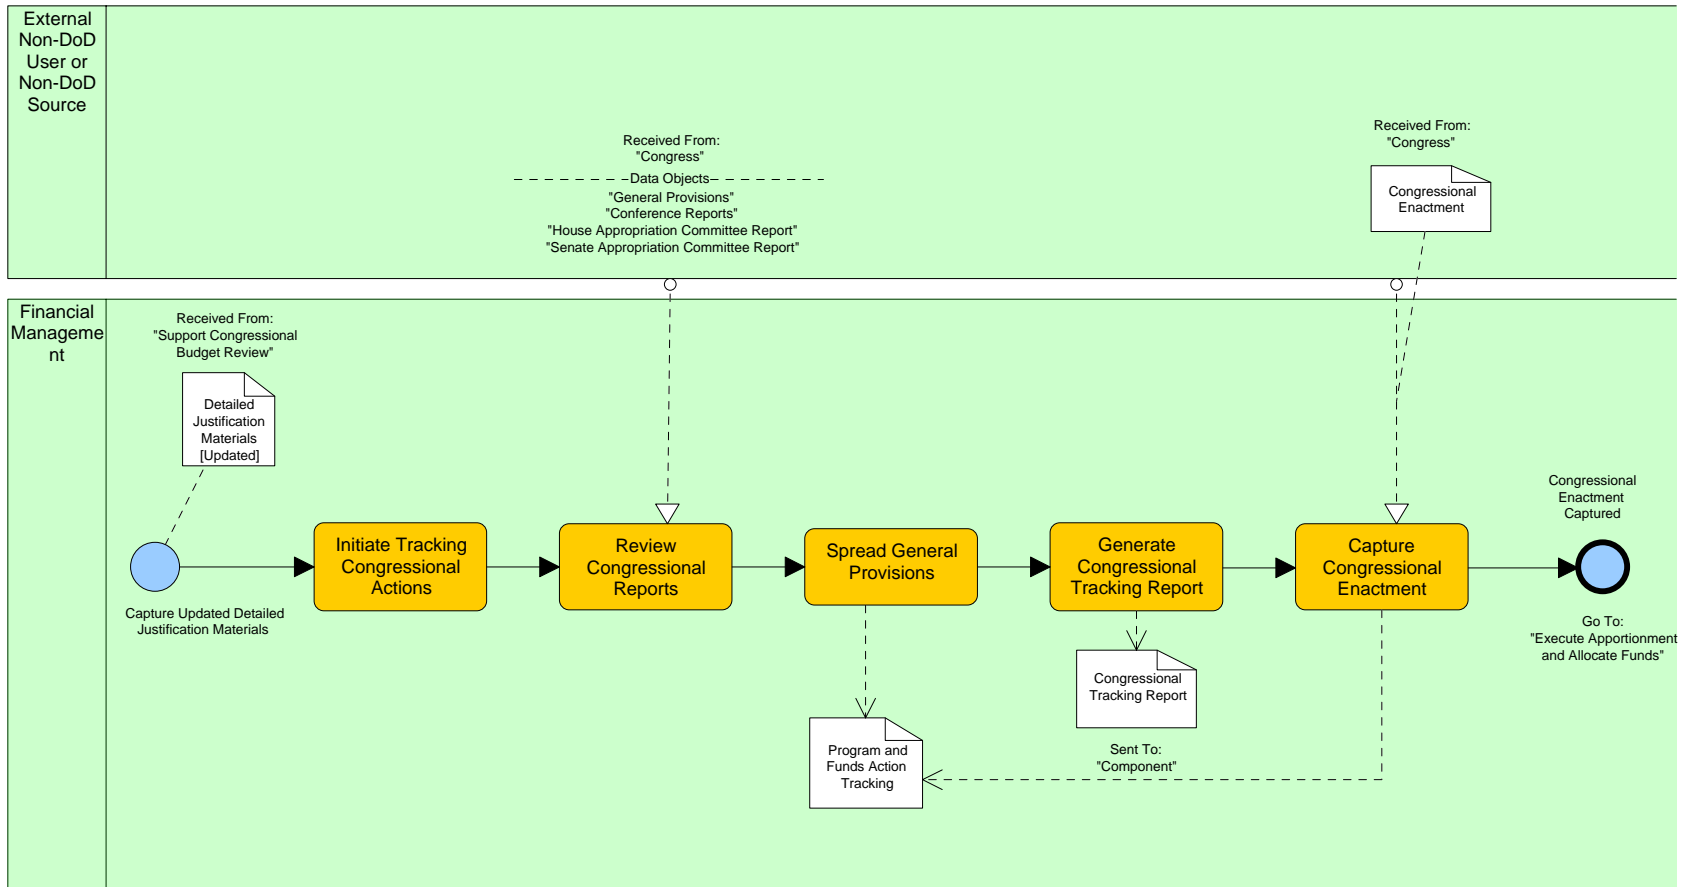 External
Non-DoD
User or
Non-DoD
Source
Received From:
"Congress"
Data Objects
"General Provisions"
"Conference Reports"
"House Appropriation Committee Report"
"Senate Appropriation Committee Report"
Received From:
"Congress"
Congressional
Enactment
Financial
Manageme
nt
Received From:
"Support Congressional
Budget Review"
Detailed
Justification
Materials
[Updated]
Capture Updated Detailed
Justification Materials
Initiate Tracking
Congressional
Actions
Review
Congressional
Reports
Spread General
Provisions
Generate
Congressional
Tracking Report
Capture
Congressional
Enactment
Congressional
Enactment
Captured
Go To:
"Execute Apportionment
and Allocate Funds"
Congressional
Tracking Report
Sent To:
"Component"
Program and
Funds Action
Tracking